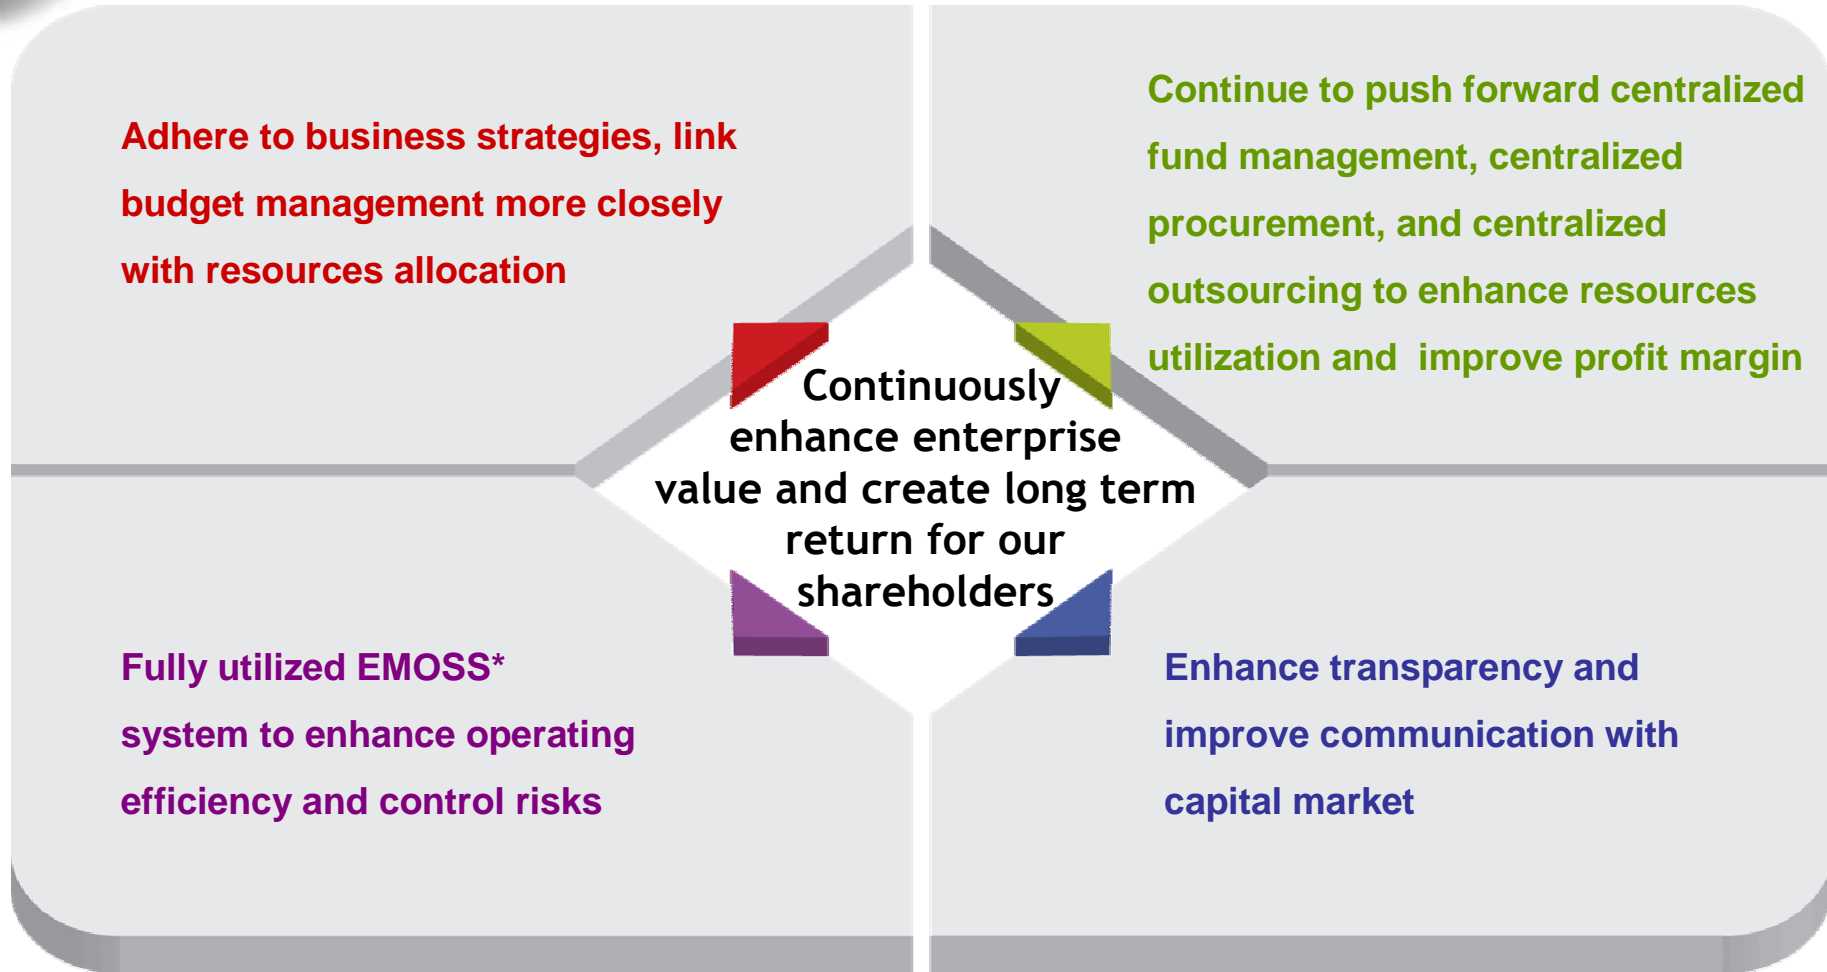 Adhere to business strategies, link
budget management more closely
with resources allocation
Continue to push forward centralized
fund management, centralized
procurement, and centralized
outsourcing to enhance resources
utilization and  improve profit margin
Continuously
enhance enterprise
value and create long term
return for our
shareholders
Fully utilized EMOSS*
system to enhance operating
efficiency and control risks
Enhance transparency and
improve communication with
capital market